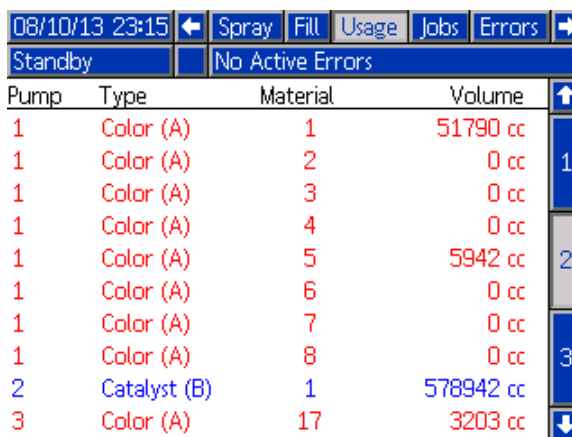 08/10/13 23:15 Spray Fill Usage Jobs Errors
Standby No Active Errors
Pump Type Material Volume
1 Color (A) 1 51790 cc
1 Color (A) 2 0 cc
1 Color (A) 3 0 cc
1 Color (A) 4 0 cc
1 Color (A) 5 5942 cc
1 Color (A) 6 0 cc
1 Color (A) 7 0 cc
1 Color (A) 8 0 cc
2 Catalyst (B) 1 578942 cc
3 Color (A) 17 3203 cc
1
2
3